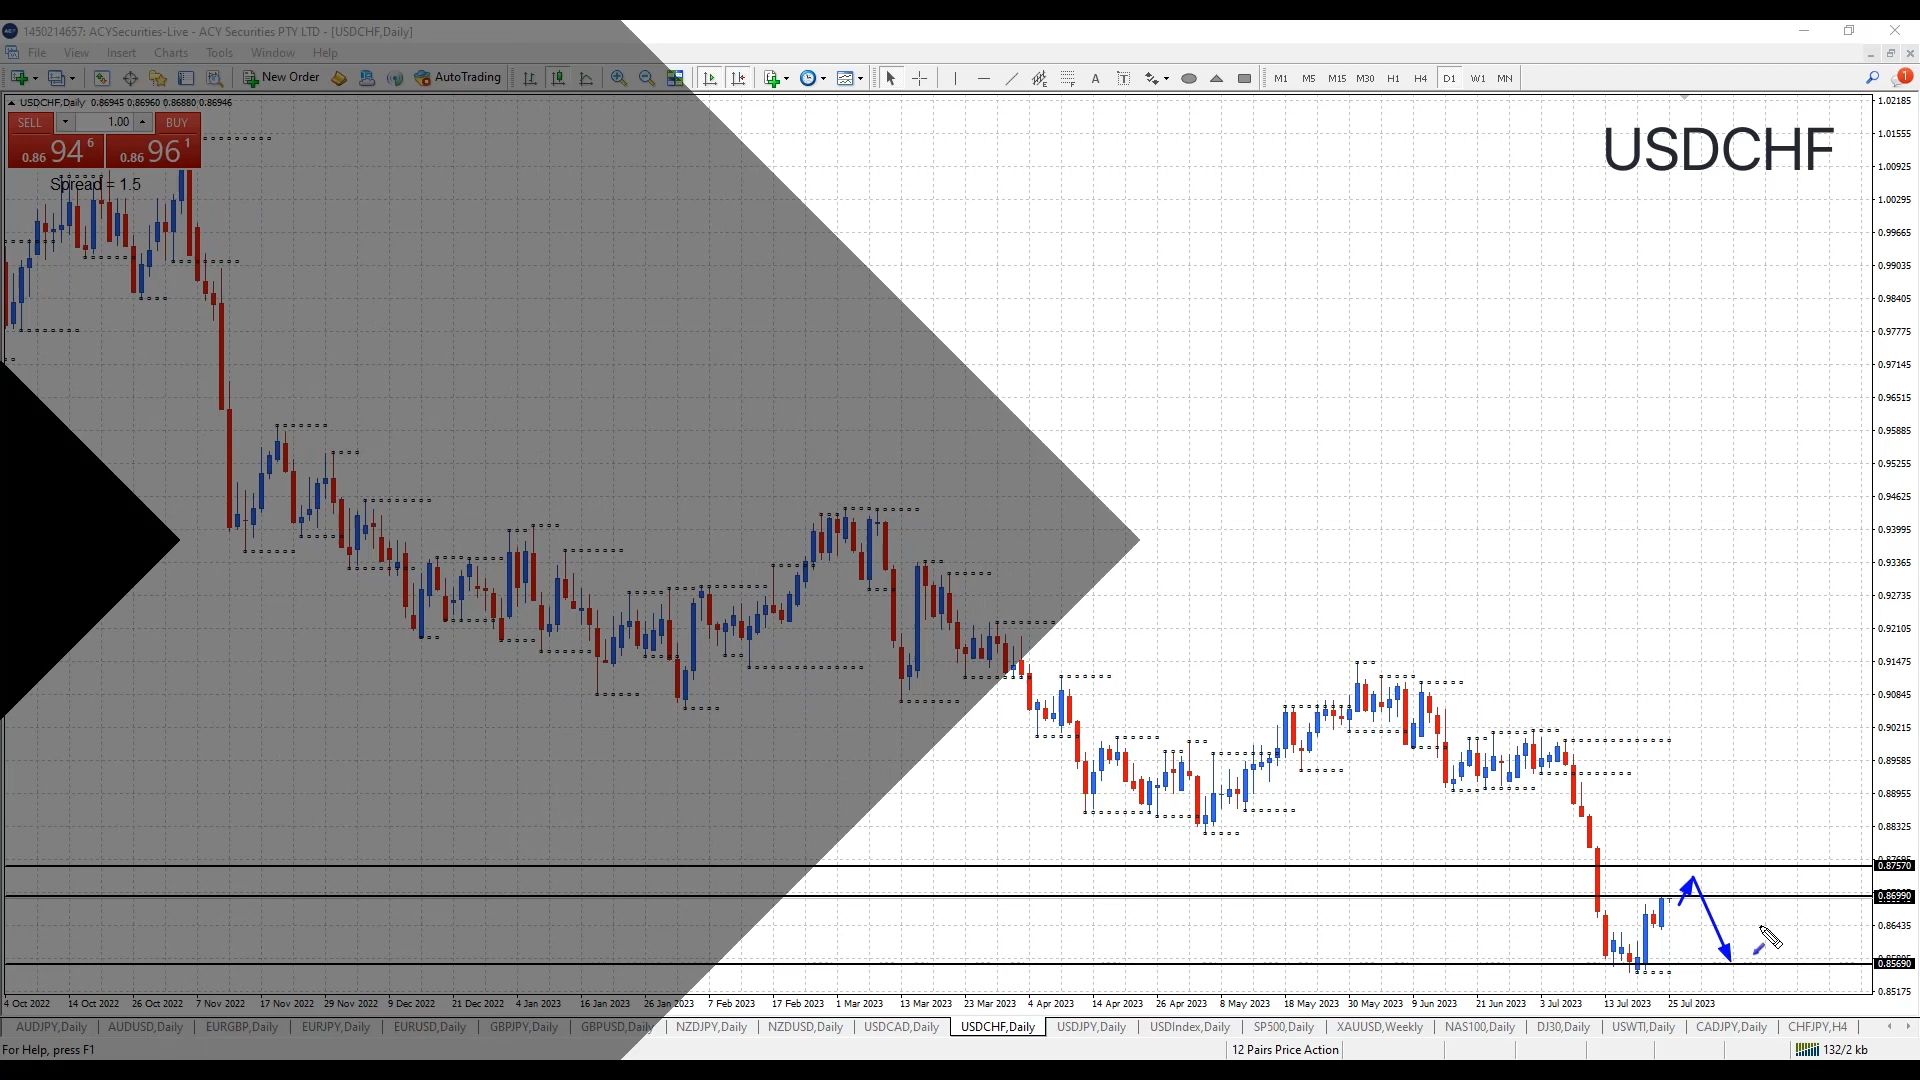 1450214657: ACYSecurities-Live - ACY Securities PTY LTD - [USDCHF,Daily]
File View Insert Charts Tools Window Help
New Order AutoTrading A T M1 M5 M15 M30 H1 H4 D1 W1 MN 1
USDCHF,Daily 0.86945 0.86960 0.86880 0.86946
SELL 1.00 BUY
0.86 94 6 0.86 96 1
Spread = 1.5
USDCHF
1.02185
1.01555
1.00925
1.00295
0.99665
0.99035
0.98405
0.97775
0.97145
0.96515
0.95885
0.95255
0.94625
0.93995
0.93365
0.92735
0.92105
0.91475
0.90845
0.90215
0.89585
0.88955
0.88325
0.87570
0.86990
0.86435
0.85690
0.85175
4 Oct 2022 14 Oct 2022 26 Oct 2022 7 Nov 2022 17 Nov 2022 29 Nov 2022 9 Dec 2022 21 Dec 2022 4 Jan 2023 16 Jan 2023 26 Jan 2023 7 Feb 2023 17 Feb 2023 1 Mar 2023 13 Mar 2023 23 Mar 2023 4 Apr 2023 14 Apr 2023 26 Apr 2023 8 May 2023 18 May 2023 30 May 2023 9 Jun 2023 21 Jun 2023 3 Jul 2023 13 Jul 2023 25 Jul 2023
AUDJPY,Daily AUDUSD,Daily EURGBP,Daily EURJPY,Daily EURUSD,Daily GBPJPY,Daily GBPUSD,Daily NZDJPY,Daily NZDUSD,Daily USDCAD,Daily USDCHF,Daily USDJPY,Daily USDIndex,Daily SP500,Daily XAUUSD,Weekly NAS100,Daily DJ30,Daily USWTI,Daily CADJPY,Daily CHFJPY,H4
For Help, press F1 12 Pairs Price Action 132/2 kb